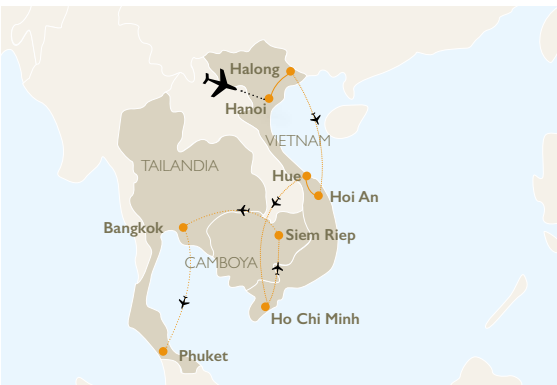 Halong
Hanoi
VIETNAM
TAILANDIA
Hue
Hoi An
Bangkok
Siem Riep
CAMBOYA
Ho Chi Minh
Phuket